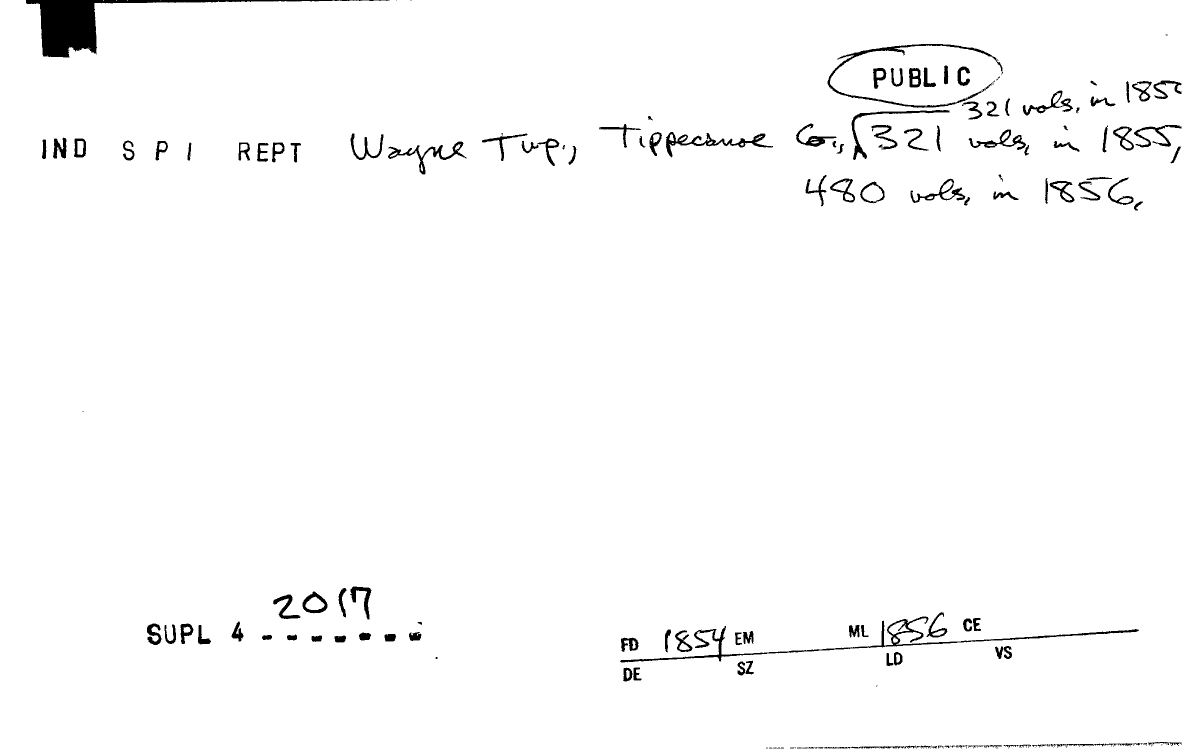 PUBLIC
321 vols, in 185
IND S P I REPT Wayne Twp., Tippecanoe Co., 321 vols, in 1855,
480 vols, in 1856,
2017
SUPL 4 -------
FD 1854 EM ML 1856 CE
DE SZ LD VS